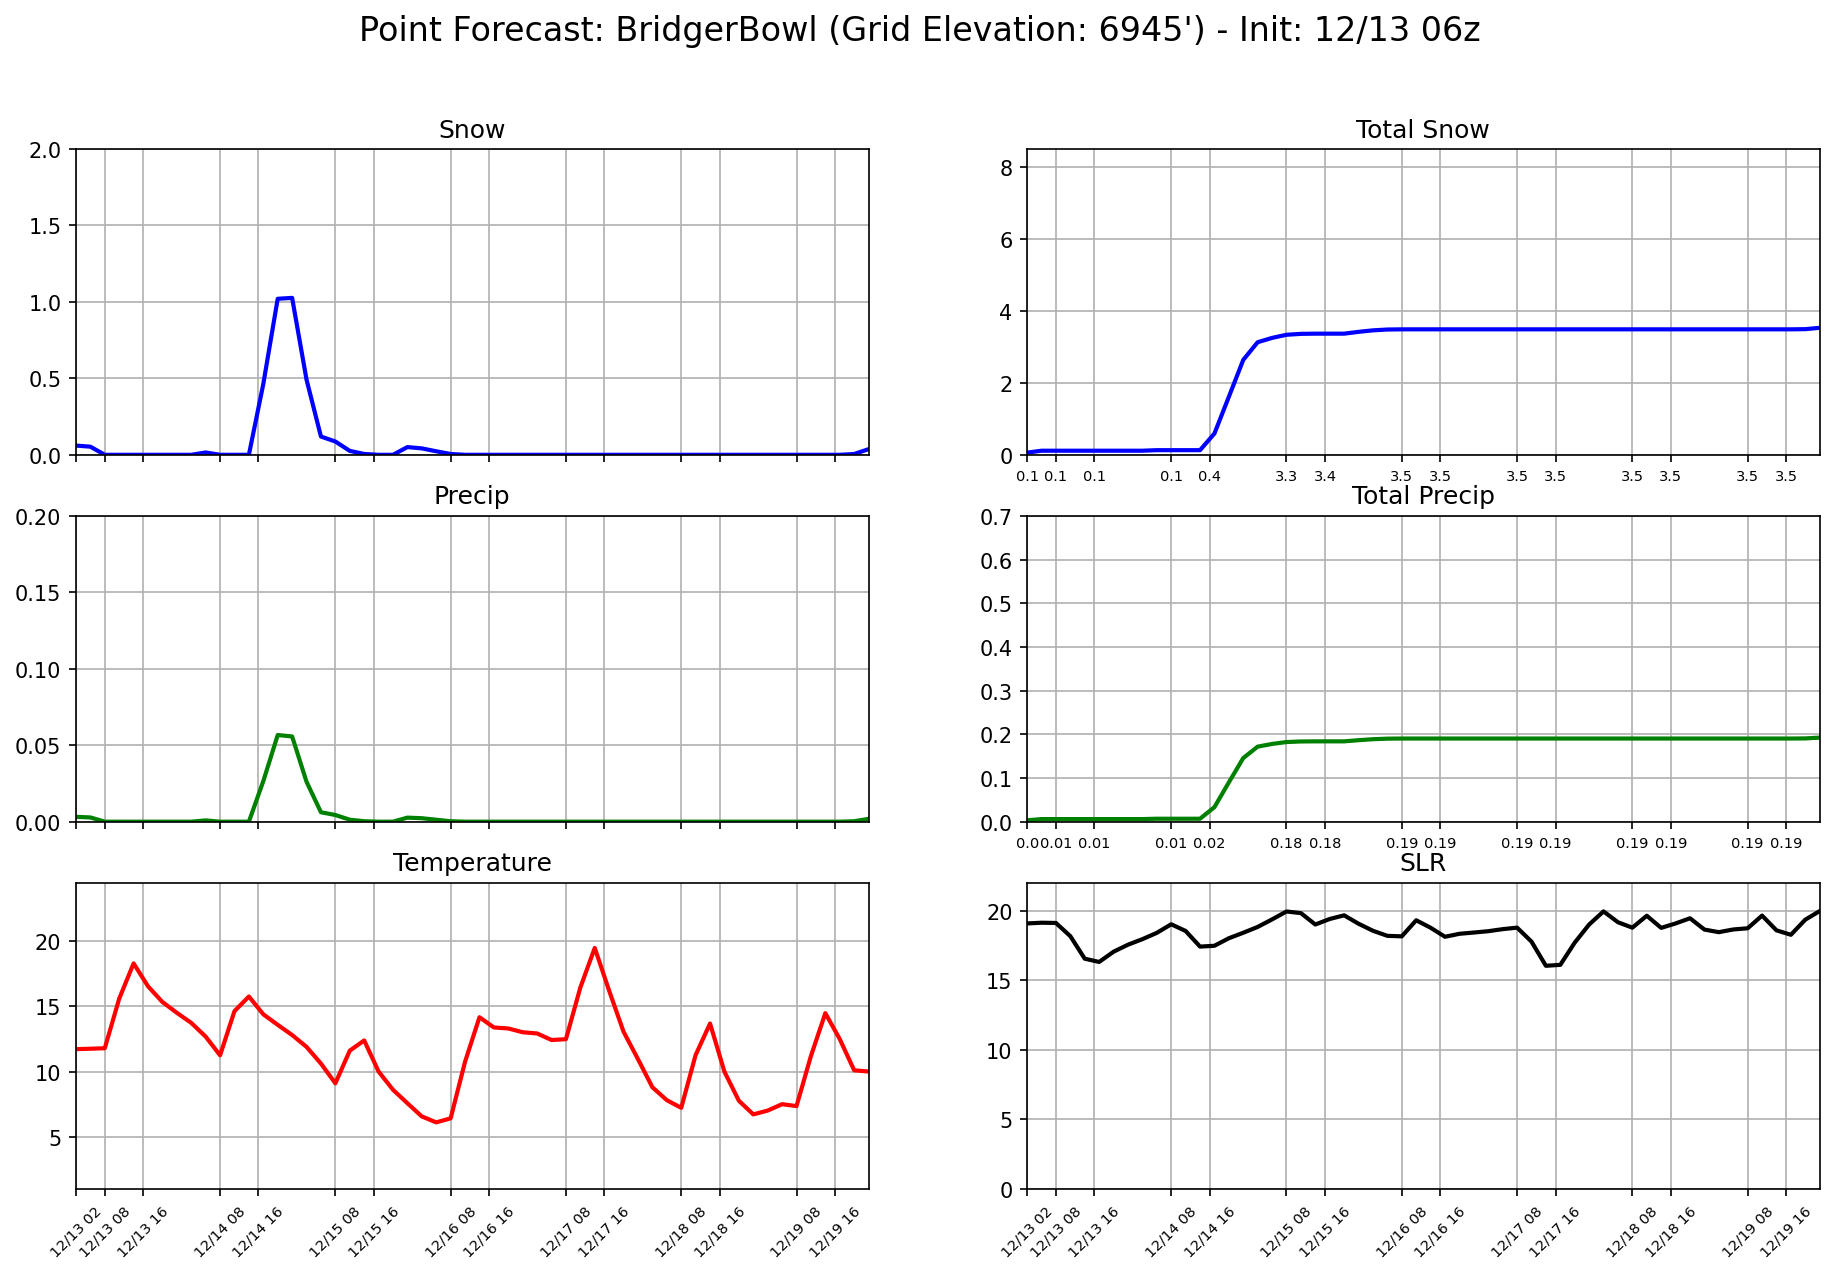 Point Forecast: BridgerBowl (Grid Elevation: 6945') - Init: 12/13 06z
Snow
2.0
1.5
1.0
0.5
0.0
Total Snow
8
6
4
2
0
0.1 0.1 0.1 0.1 0.4 3.3 3.4 3.5 3.5 3.5 3.5 3.5 3.5 3.5 3.5
Precip
0.20
0.15
0.10
0.05
0.00
Total Precip
0.7
0.6
0.5
0.4
0.3
0.2
0.1
0.0
0.00 0.01 0.01 0.01 0.02 0.18 0.18 0.19 0.19 0.19 0.19 0.19 0.19 0.19 0.19
Temperature
20
15
10
5
12/13 02 12/13 08 12/13 16 12/14 08 12/14 16 12/15 08 12/15 16 12/16 08 12/16 16 12/17 08 12/17 16 12/18 08 12/18 16 12/19 08 12/19 16
SLR
20
15
10
5
0
12/13 02 12/13 08 12/13 16 12/14 08 12/14 16 12/15 08 12/15 16 12/16 08 12/16 16 12/17 08 12/17 16 12/18 08 12/18 16 12/19 08 12/19 16